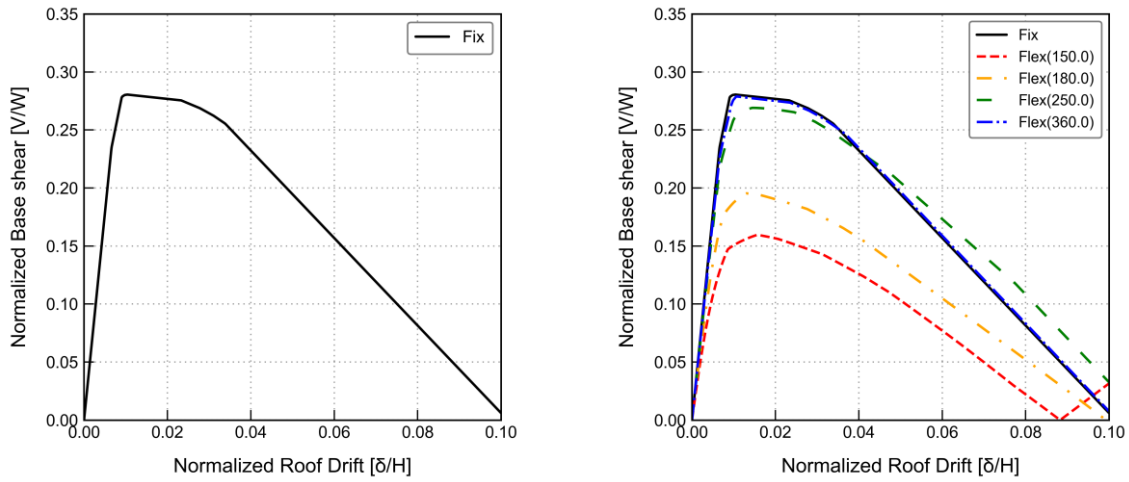 0.35
0.30
0.25
0.20
0.15
0.10
0.05
0.00
Normalized Base shear [V/W]
Fix
0.00 0.02 0.04 0.06 0.08 0.10
Normalized Roof Drift [δ/H]
0.35
0.30
0.25
0.20
0.15
0.10
0.05
0.00
Normalized Base shear [V/W]
Fix
Flex(150.0)
Flex(180.0)
Flex(250.0)
Flex(360.0)
0.00 0.02 0.04 0.06 0.08 0.10
Normalized Roof Drift [δ/H]